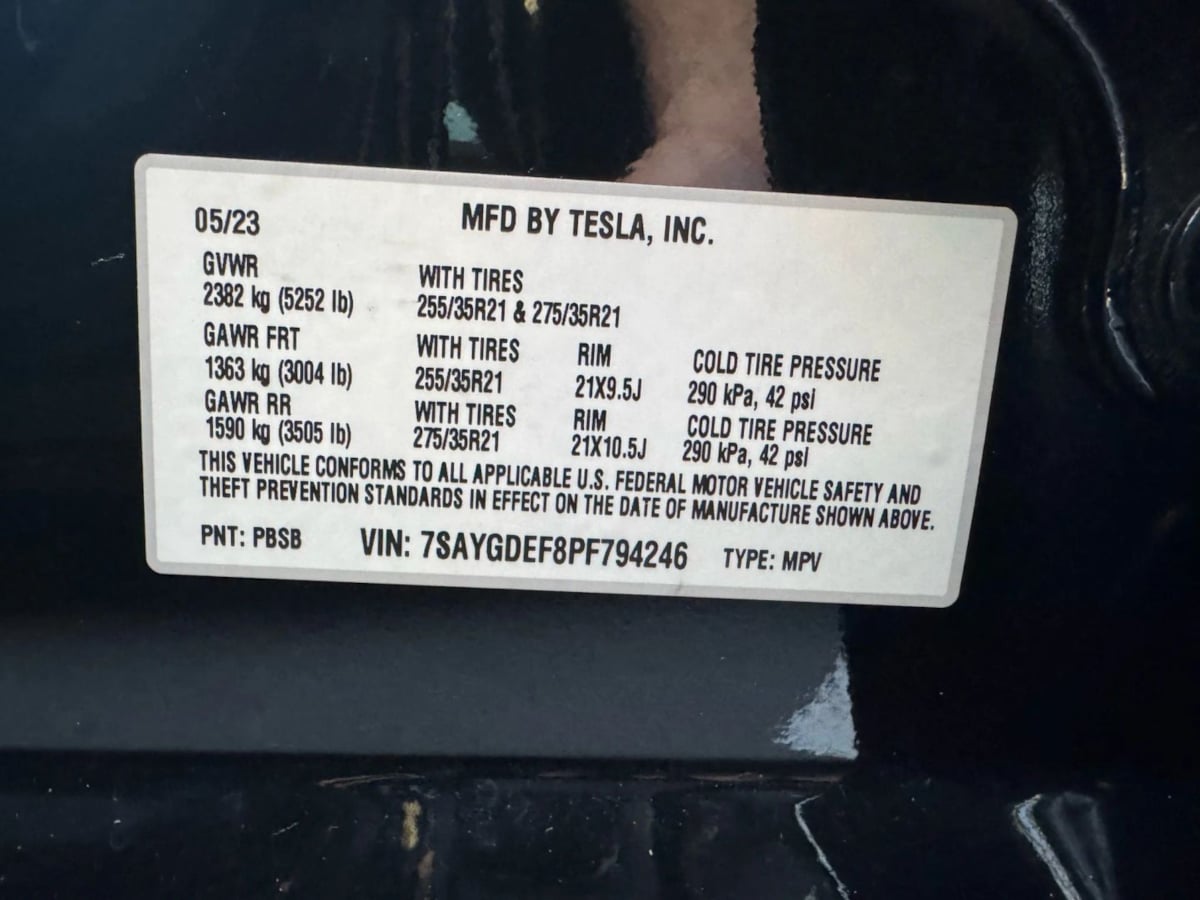 05/23 MFD BY TESLA, INC.
GVWR WITH TIRES
2382 kg (5252 lb) 255/35R21 & 275/35R21
GAWR FRT WITH TIRES RIM COLD TIRE PRESSURE
1363 kg (3004 lb) 255/35R21 21X9.5J 290 kPa, 42 psi
GAWR RR WITH TIRES RIM COLD TIRE PRESSURE
1590 kg (3505 lb) 275/35R21 21X10.5J 290 kPa, 42 psi
THIS VEHICLE CONFORMS TO ALL APPLICABLE U.S. FEDERAL MOTOR VEHICLE SAFETY AND
THEFT PREVENTION STANDARDS IN EFFECT ON THE DATE OF MANUFACTURE SHOWN ABOVE.
PNT: PBSB VIN: 7SAYGDEF8PF794246 TYPE: MPV